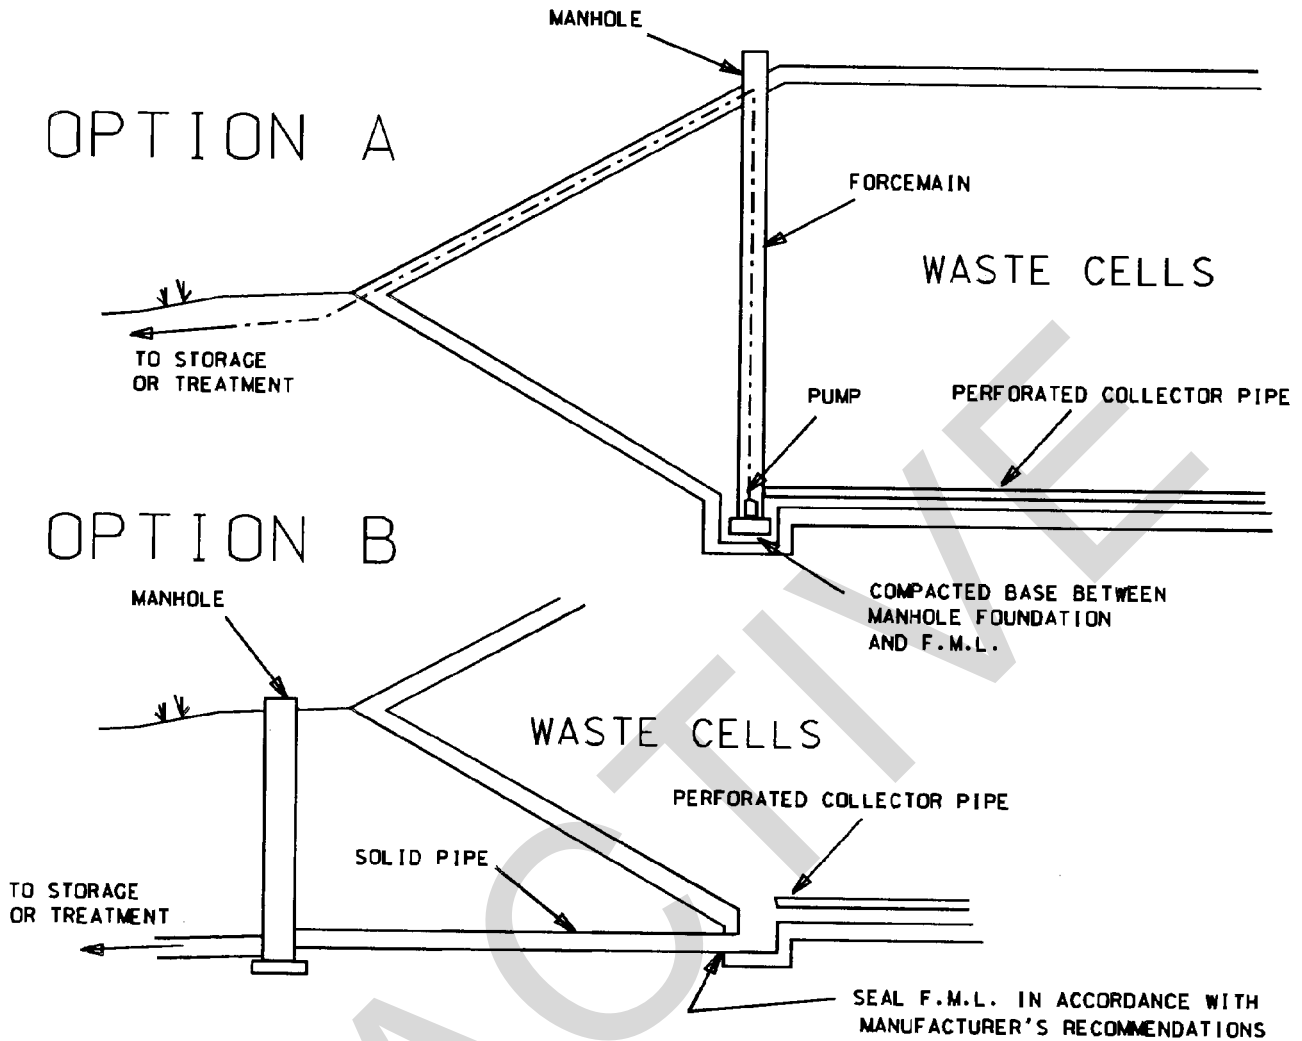 MANHOLE
OPTION A
FORCEMAIN
WASTE CELLS
TO STORAGE
OR TREATMENT
PUMP
PERFORATED COLLECTOR PIPE
OPTION B
COMPACTED BASE BETWEEN
MANHOLE FOUNDATION
AND F.M.L.
MANHOLE
WASTE CELLS
PERFORATED COLLECTOR PIPE
SOLID PIPE
TO STORAGE
OR TREATMENT
SEAL F.M.L. IN ACCORDANCE WITH
MANUFACTURER'S RECOMMENDATIONS
ACTIVE